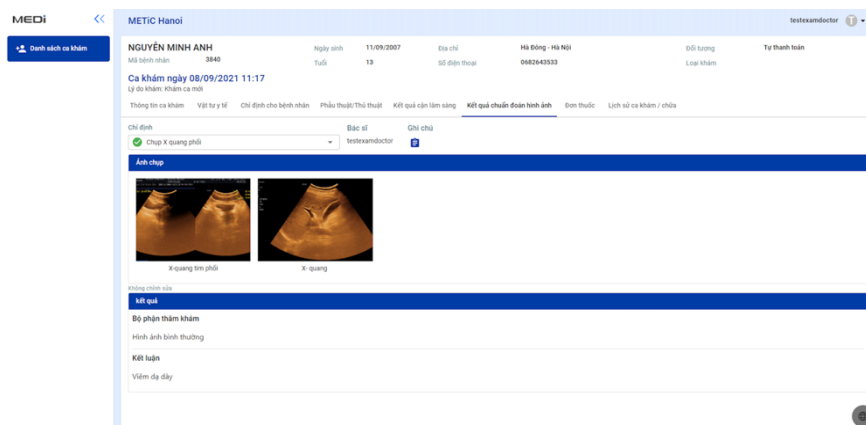 MEDi
METiC Hanoi
testexamdoctor
T
Danh sách ca khám
NGUYÊN MINH ANH
Ngày sinh 11/09/2007 Địa chỉ Hà Đông - Hà Nội Đối tượng Tự thanh toán
Mã bệnh nhân 3840 Tuổi 13 Số điện thoại 0682643533 Loại khám
Ca khám ngày 08/09/2021 11:17
Lý do khám: Khám ca mới
Thông tin ca khám Vật tư y tế Chỉ định cho bệnh nhân Phẫu thuật/Thủ thuật Kết quả cận lâm sàng Kết quả chuẩn đoán hình ảnh Đơn thuốc Lịch sử ca khám / chữa
Chỉ định Bác sĩ Ghi chú
Chụp X quang phổi testexamdoctor
Ảnh chụp
X-quang tim phổi X- quang
Không chỉnh sửa
kết quả
Bộ phận thăm khám
Hình ảnh bình thường
Kết luận
Viêm dạ dày